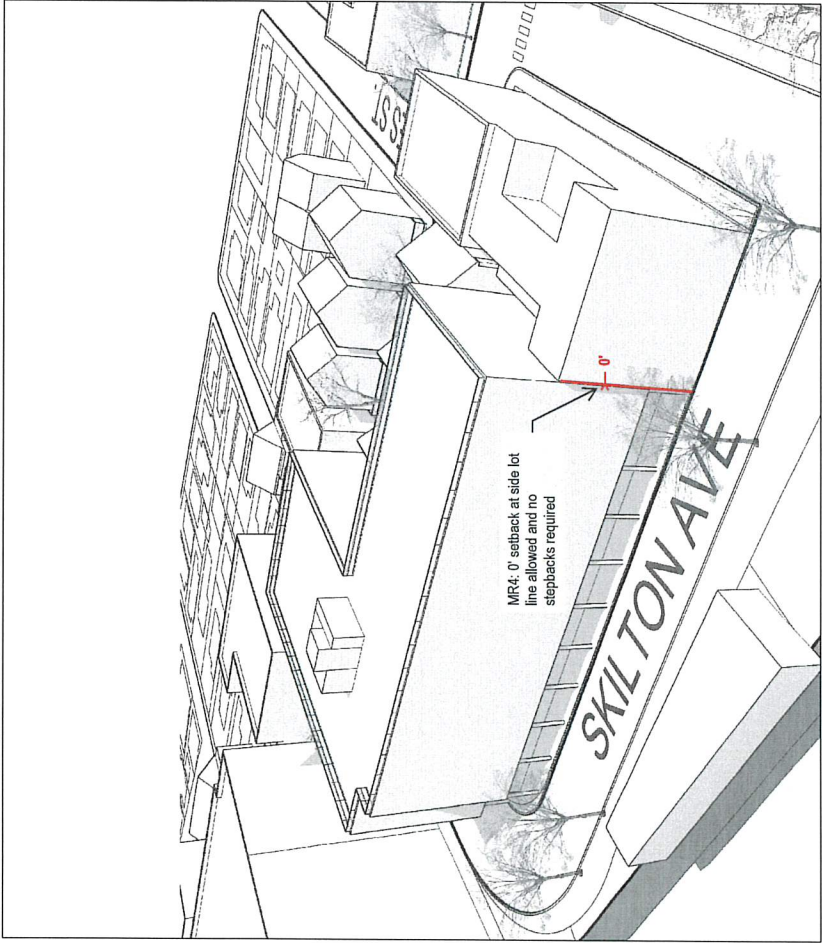 MR4: 0' setback at side lot
line allowed and no
stepbacks required
0'
SKILTON AVE